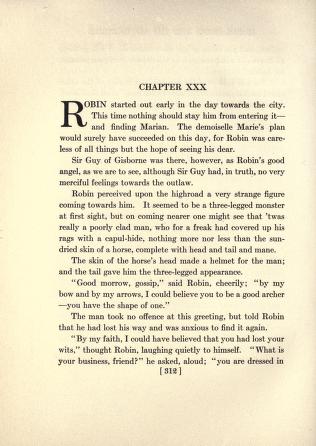 CHAPTER XXX
ROBIN started out early in the day towards the city.
This time nothing should stay him from entering it—
and finding Marian. The demoiselle Marie's plan
would surely have succeeded on this day, for Robin was care-
less of all things but the hope of seeing his dear.
Sir Guy of Gisborne was there, however, as Robin's good
angel, as we are to see, although Sir Guy had, in truth, no very
merciful feelings towards the outlaw.
Robin perceived upon the highroad a very strange figure
coming towards him. It seemed to be a three-legged monster
at first sight, but on coming nearer one might see that 'twas
really a poorly clad man, who for a freak had covered up his
rags with a capul-hide, nothing more nor less than the sun-
dried skin of a horse, complete with head and tail and mane.
The skin of the horse's head made a helmet for the man;
and the tail gave him the three-legged appearance.
"Good morrow, gossip," said Robin, cheerily; "by my
bow and by my arrows, I could believe you to be a good archer
—you have the shape of one."
The man took no offence at this greeting, but told Robin
that he had lost his way and was anxious to find it again.
"By my faith, I could have believed that you had lost your
wits," thought Robin, laughing quietly to himself. "What is
your business, friend?" he asked, aloud; "you are dressed in
[ 312 ]